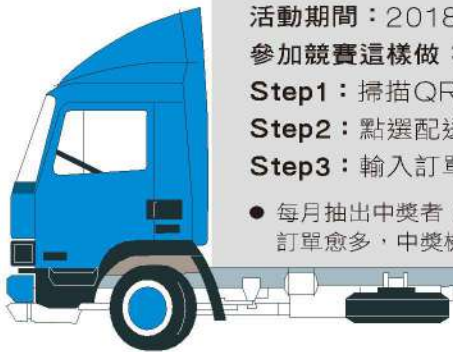 活動期間：2018
參加競賽這樣做：
Step1：掃描QR
Step2：點選配送
Step3：輸入訂單
● 每月抽出中獎者
訂單愈多，中獎機